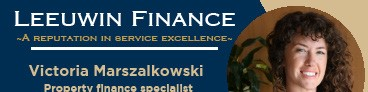 Leeuwin Finance
~A reputation in service excellence~
Victoria Marszalkowski
Property finance specialist